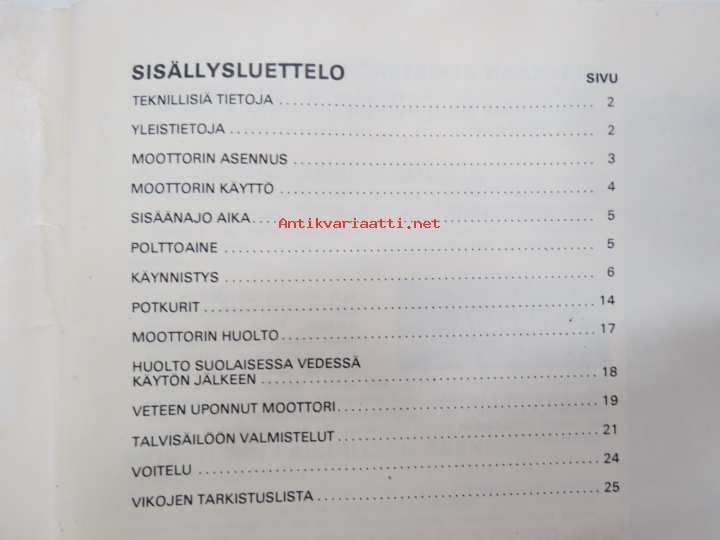 SISÄLLYSLUETTELO SIVU
TEKNILLISIÄ TIETOJA 2
YLEISTIETOJA 2
MOOTTORIN ASENNUS 3
MOOTTORIN KÄYTTÖ 4
SISÄÄNAJO AIKA 5
Antikvariaatti.net
POLTTOAINE 5
KÄYNNISTYS 6
POTKURIT 14
MOOTTORIN HUOLTO 17
HUOLTO SUOLAISESSA VEDESSÄ
KÄYTÖN JÄLKEEN 18
VETEEN UPONNUT MOOTTORI 19
TALVISÄILÖÖN VALMISTELUT 21
VOITELU 24
VIKOJEN TARKISTUSLISTA 25